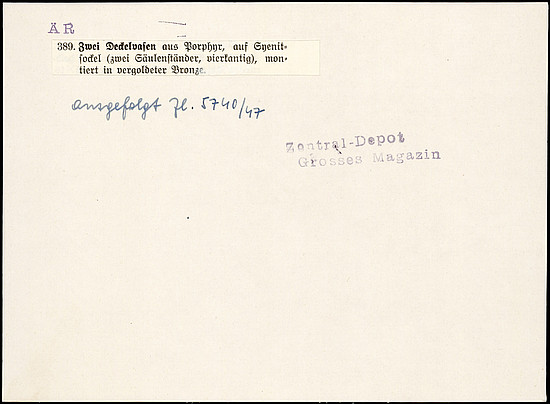 AR
389. Zwei Deckelvasen aus Porphyr, auf Syenit-
sockel (zwei Säulenständer, vierkantig), mon-
tiert in vergoldeter Bronze.
ausgefolgt Zl. 5740/47
Zentral-Depot
Grosses Magazin